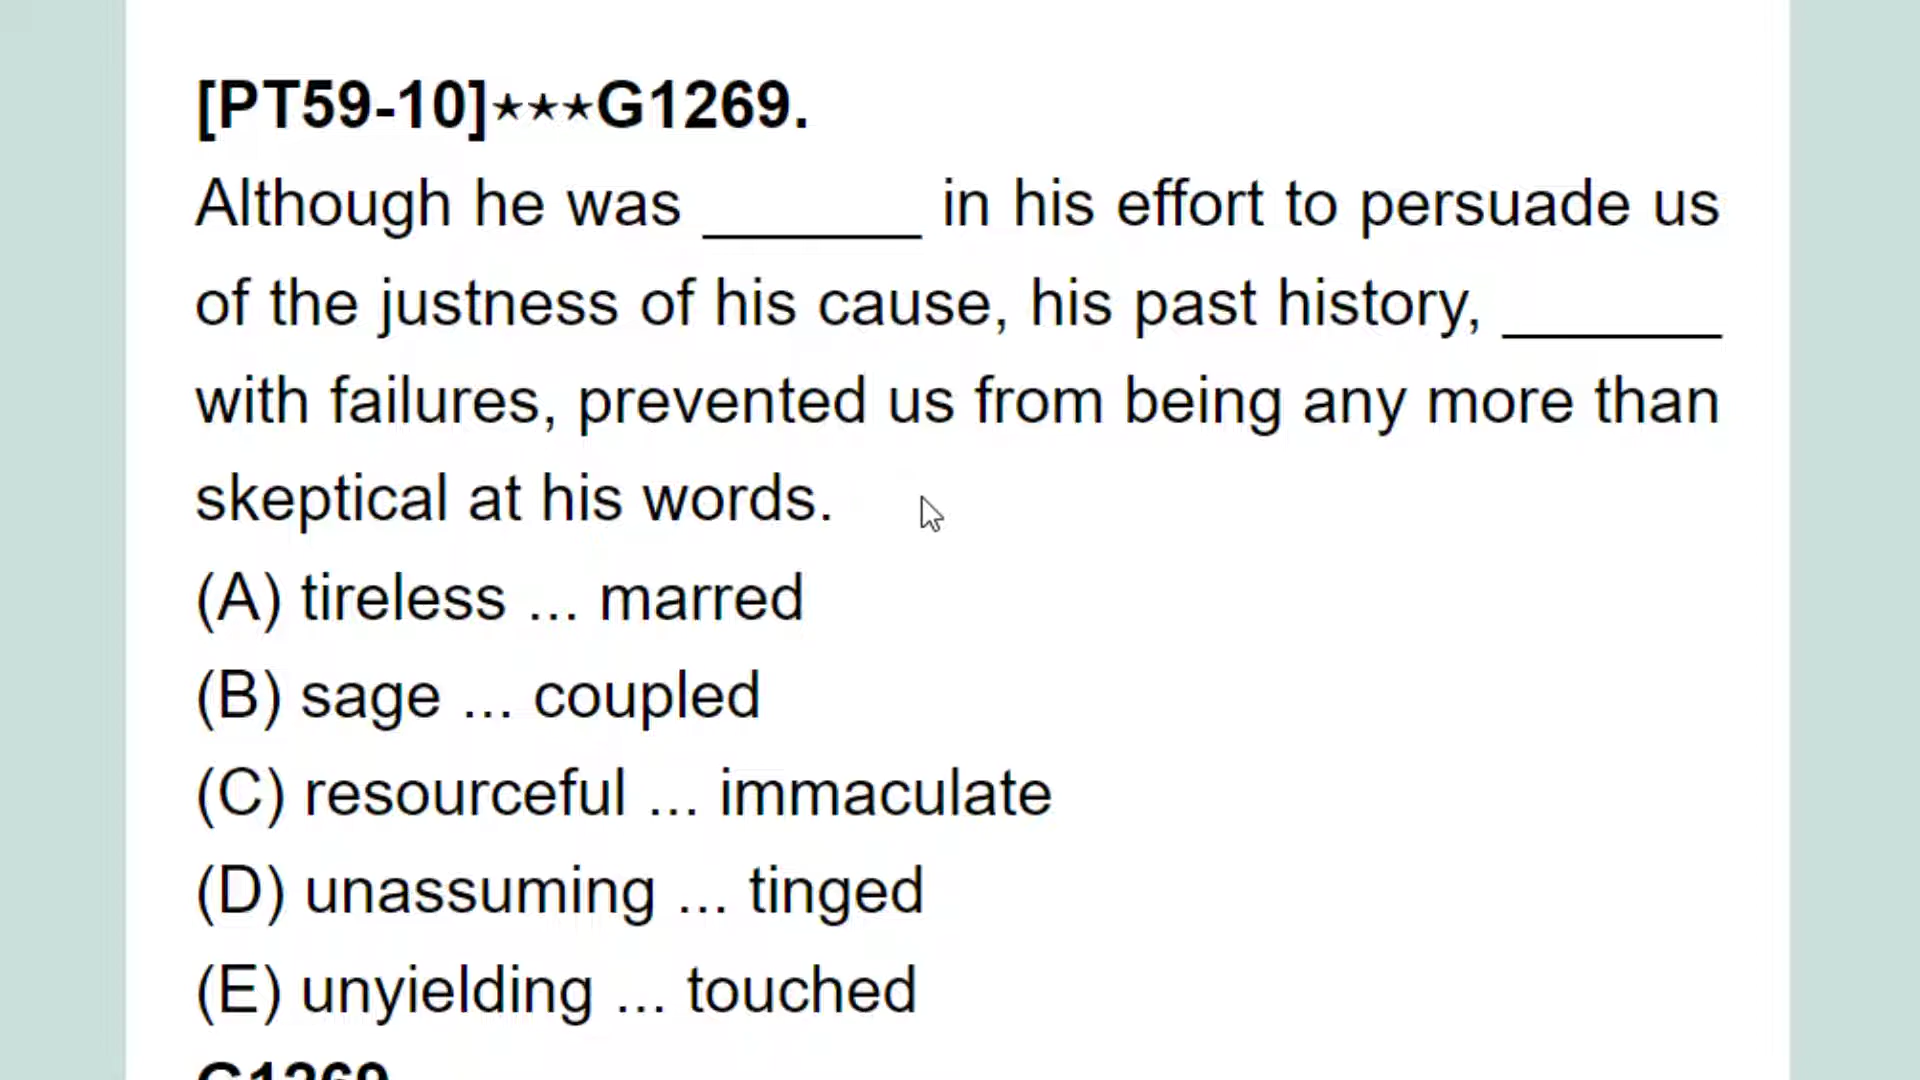 [PT59-10]★★★G1269.
Although he was _______ in his effort to persuade us
of the justness of his cause, his past history, _______
with failures, prevented us from being any more than
skeptical at his words.
(A) tireless ... marred
(B) sage ... coupled
(C) resourceful ... immaculate
(D) unassuming ... tinged
(E) unyielding ... touched
G1269